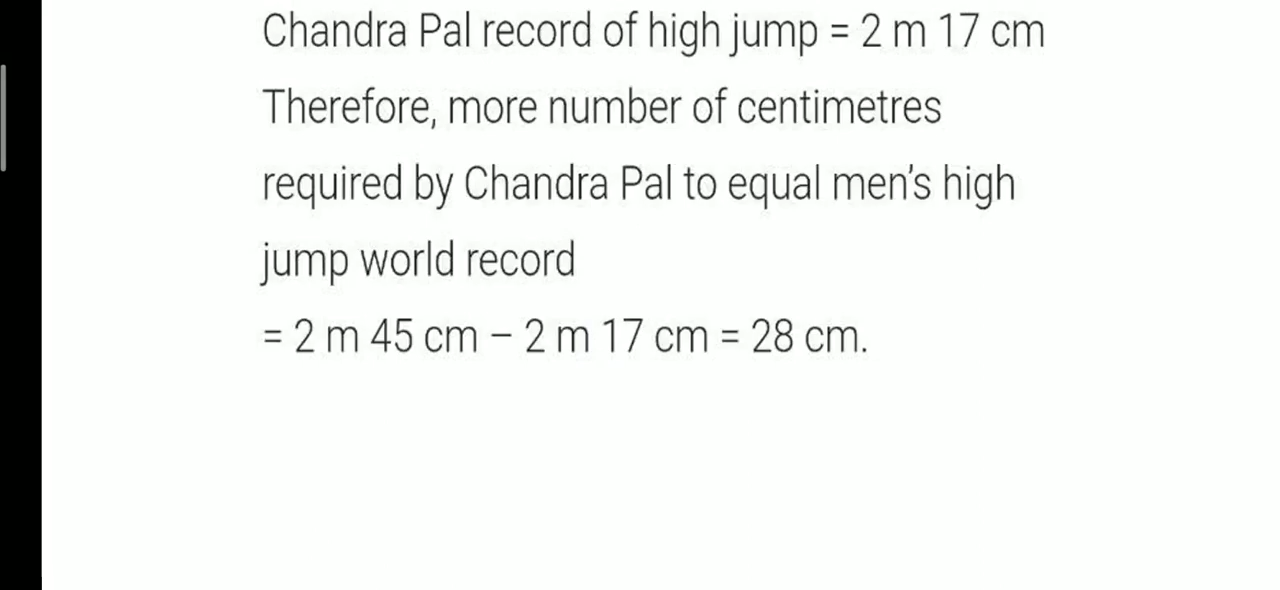 Chandra Pal record of high jump = 2 m 17 cm
Therefore, more number of centimetres
required by Chandra Pal to equal men’s high
jump world record
= 2 m 45 cm – 2 m 17 cm = 28 cm.